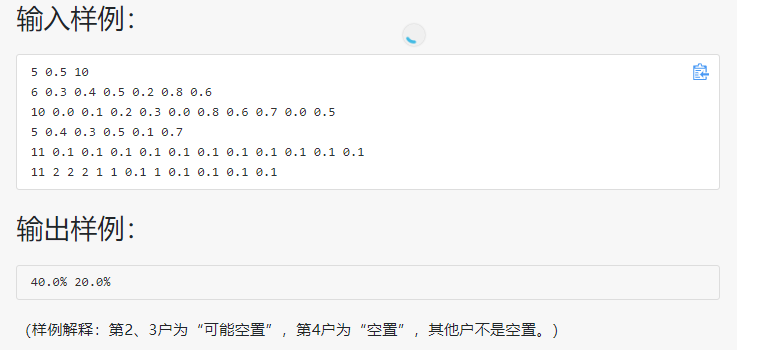 输入样例：
5 0.5 10
6 0.3 0.4 0.5 0.2 0.8 0.6
10 0.0 0.1 0.2 0.3 0.0 0.8 0.6 0.7 0.0 0.5
5 0.4 0.3 0.5 0.1 0.7
11 0.1 0.1 0.1 0.1 0.1 0.1 0.1 0.1 0.1 0.1 0.1
11 2 2 2 1 1 0.1 1 0.1 0.1 0.1 0.1
输出样例：
40.0% 20.0%
（样例解释：第2、3户为“可能空置”，第4户为“空置”，其他户不是空置。）